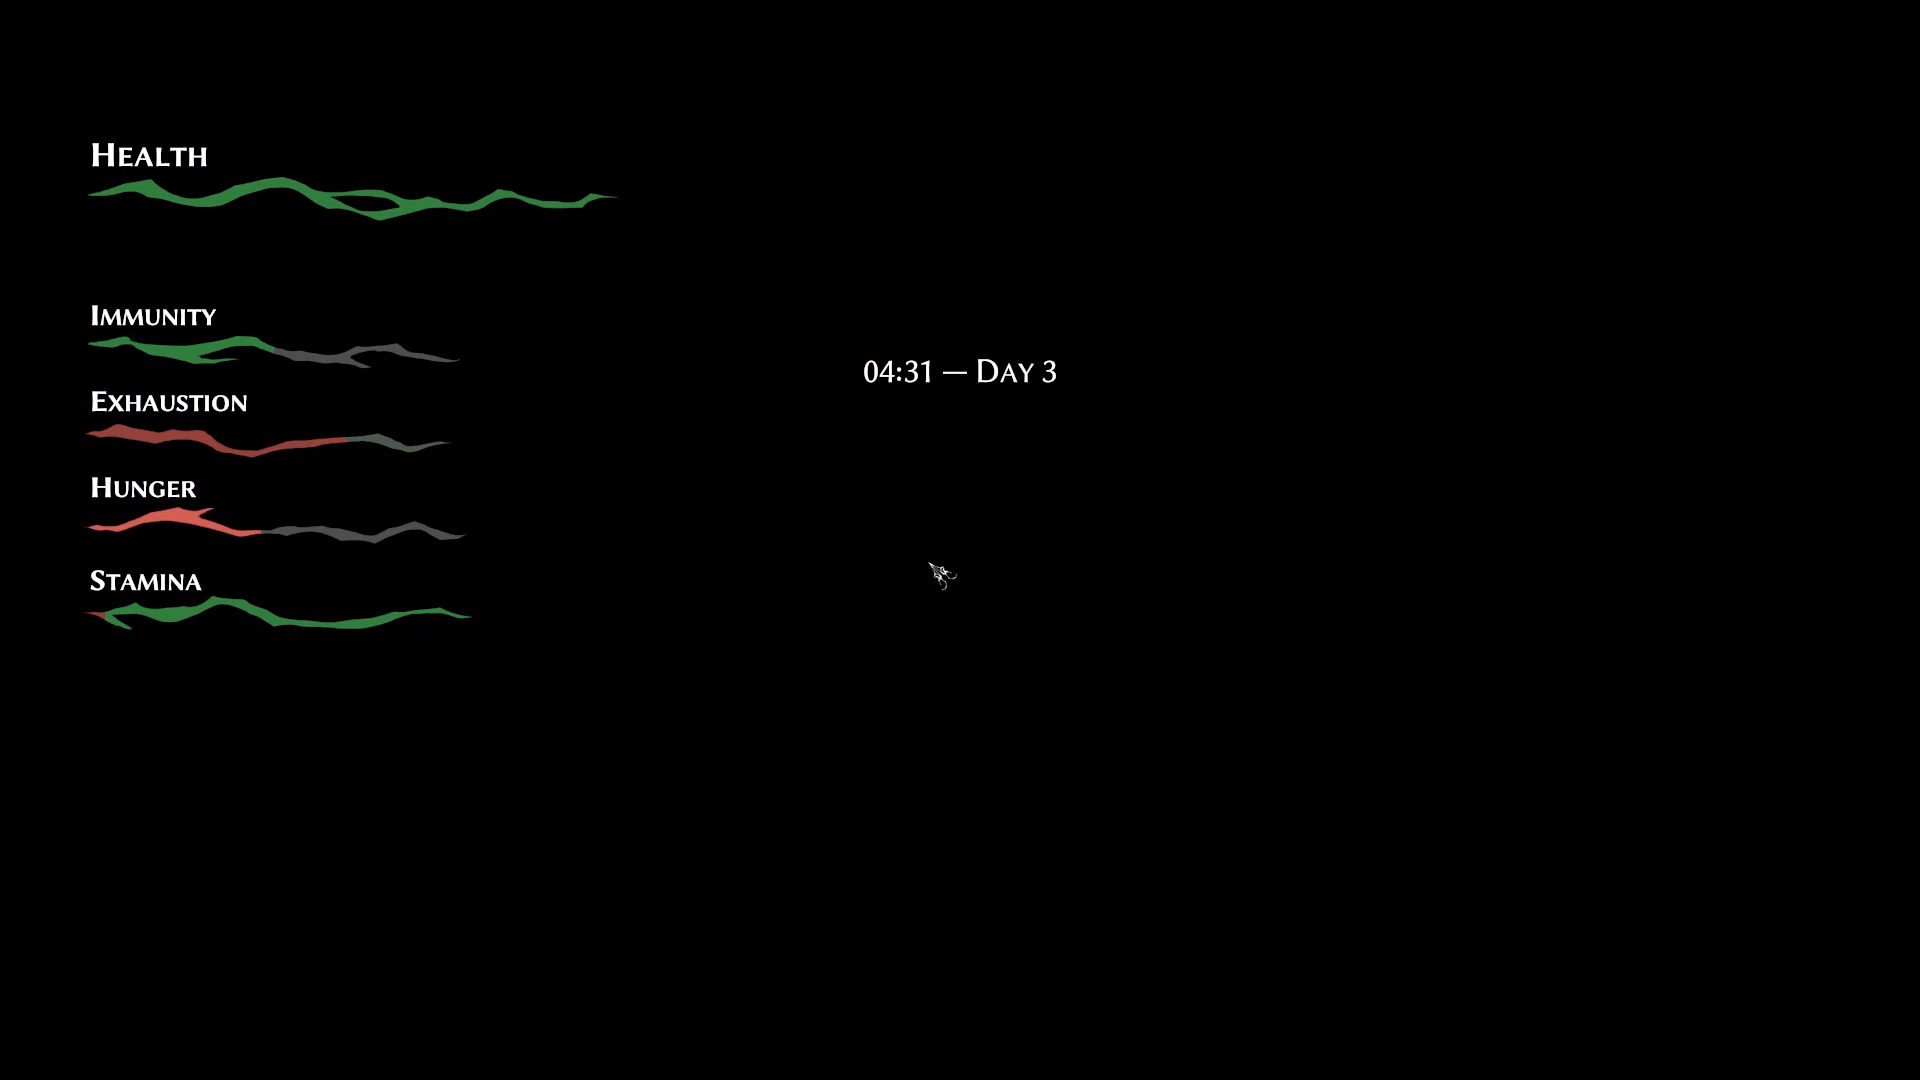 Health
Immunity
04:31 — Day 3
Exhaustion
Hunger
Stamina